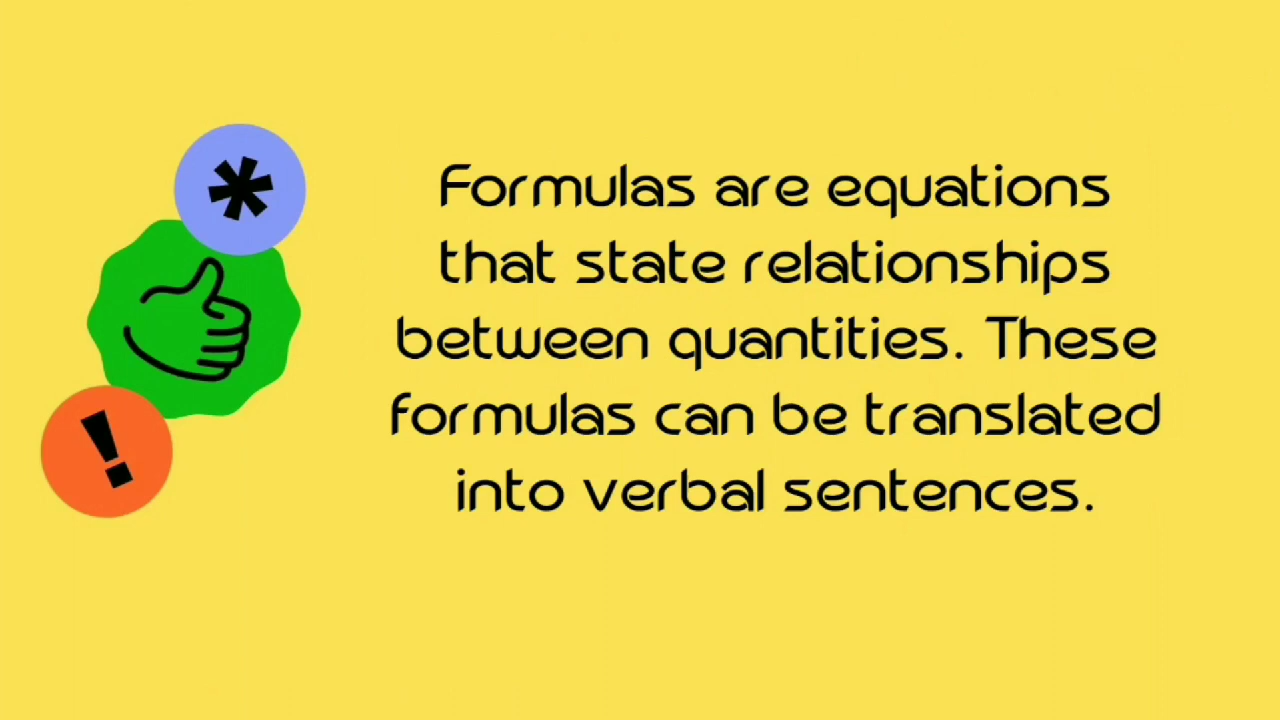 *
!
Formulas are equations
that state relationships
between quantities. These
formulas can be translated
into verbal sentences.